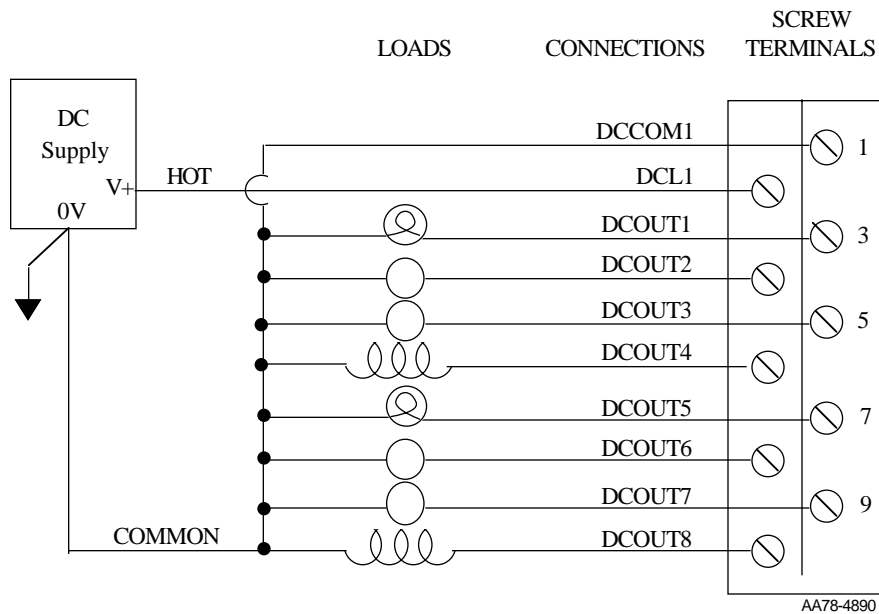 SCREW
LOADS CONNECTIONS TERMINALS
DC
Supply
V+
0V
HOT
COMMON
DCCOM1 1
DCL1
DCOUT1 3
DCOUT2
DCOUT3 5
DCOUT4
DCOUT5 7
DCOUT6
DCOUT7 9
DCOUT8
AA78-4890